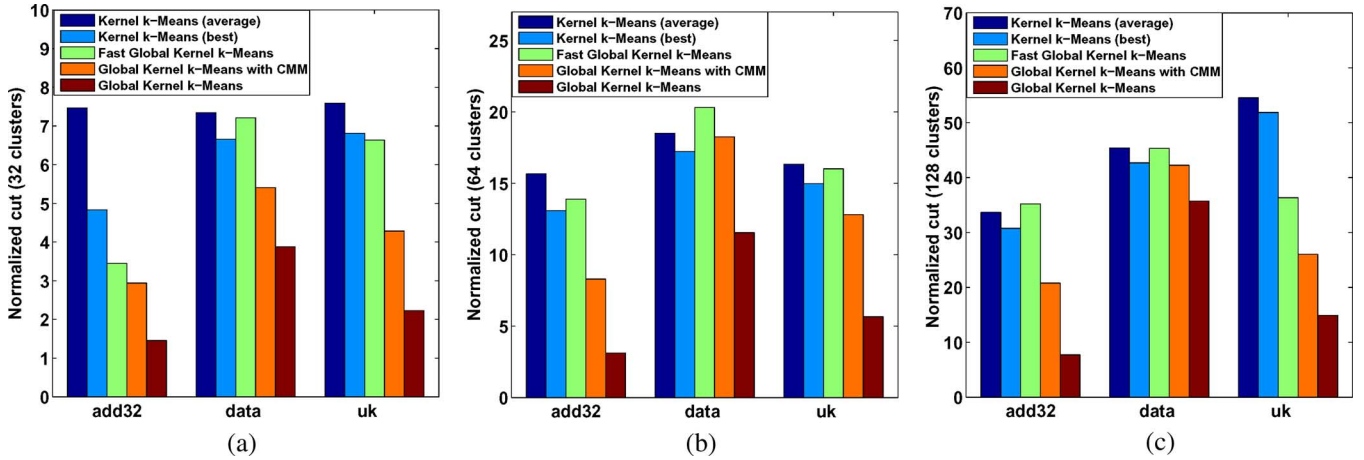 Normalized cut (32 clusters)
10
9
8
7
6
5
4
3
2
1
0
Kernel k−Means (average)
Kernel k−Means (best)
Fast Global Kernel k−Means
Global Kernel k−Means with CMM
Global Kernel k−Means
add32 data uk
(a)
Normalized cut (64 clusters)
25
20
15
10
5
0
Kernel k−Means (average)
Kernel k−Means (best)
Fast Global Kernel k−Means
Global Kernel k−Means with CMM
Global Kernel k−Means
add32 data uk
(b)
Normalized cut (128 clusters)
70
60
50
40
30
20
10
0
Kernel k−Means (average)
Kernel k−Means (best)
Fast Global Kernel k−Means
Global Kernel k−Means with CMM
Global Kernel k−Means
add32 data uk
(c)